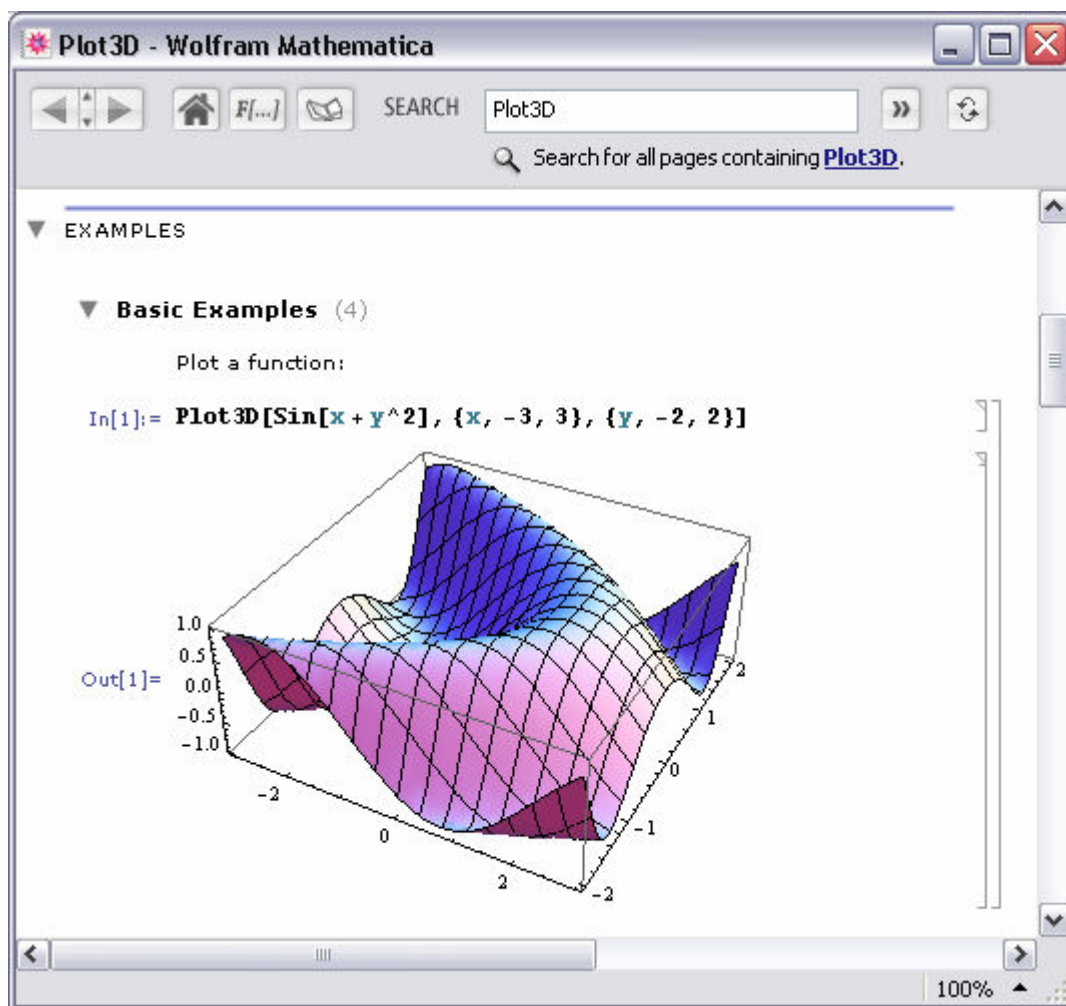 Plot3D - Wolfram Mathematica
F[...]
SEARCH
Plot3D
»
Search for all pages containing Plot3D.
EXAMPLES
Basic Examples (4)
Plot a function:
In[1]:= Plot3D[Sin[x + y^2], {x, -3, 3}, {y, -2, 2}]
Out[1]=
1.0
0.5
0.0
-0.5
-1.0
-2
0
2
-2
-1
0
1
2
100%